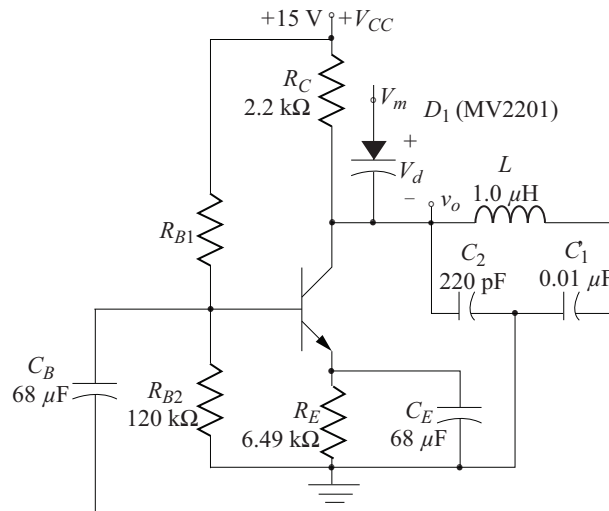 +15 V +V_CC
R_C
2.2 kΩ
V_m
D_1 (MV2201)
+
V_d
−
v_o
L
1.0 µH
R_B1
C_2
220 pF
C'_1
0.01 µF
C_B
68 µF
R_B2
120 kΩ
R_E
6.49 kΩ
C_E
68 µF